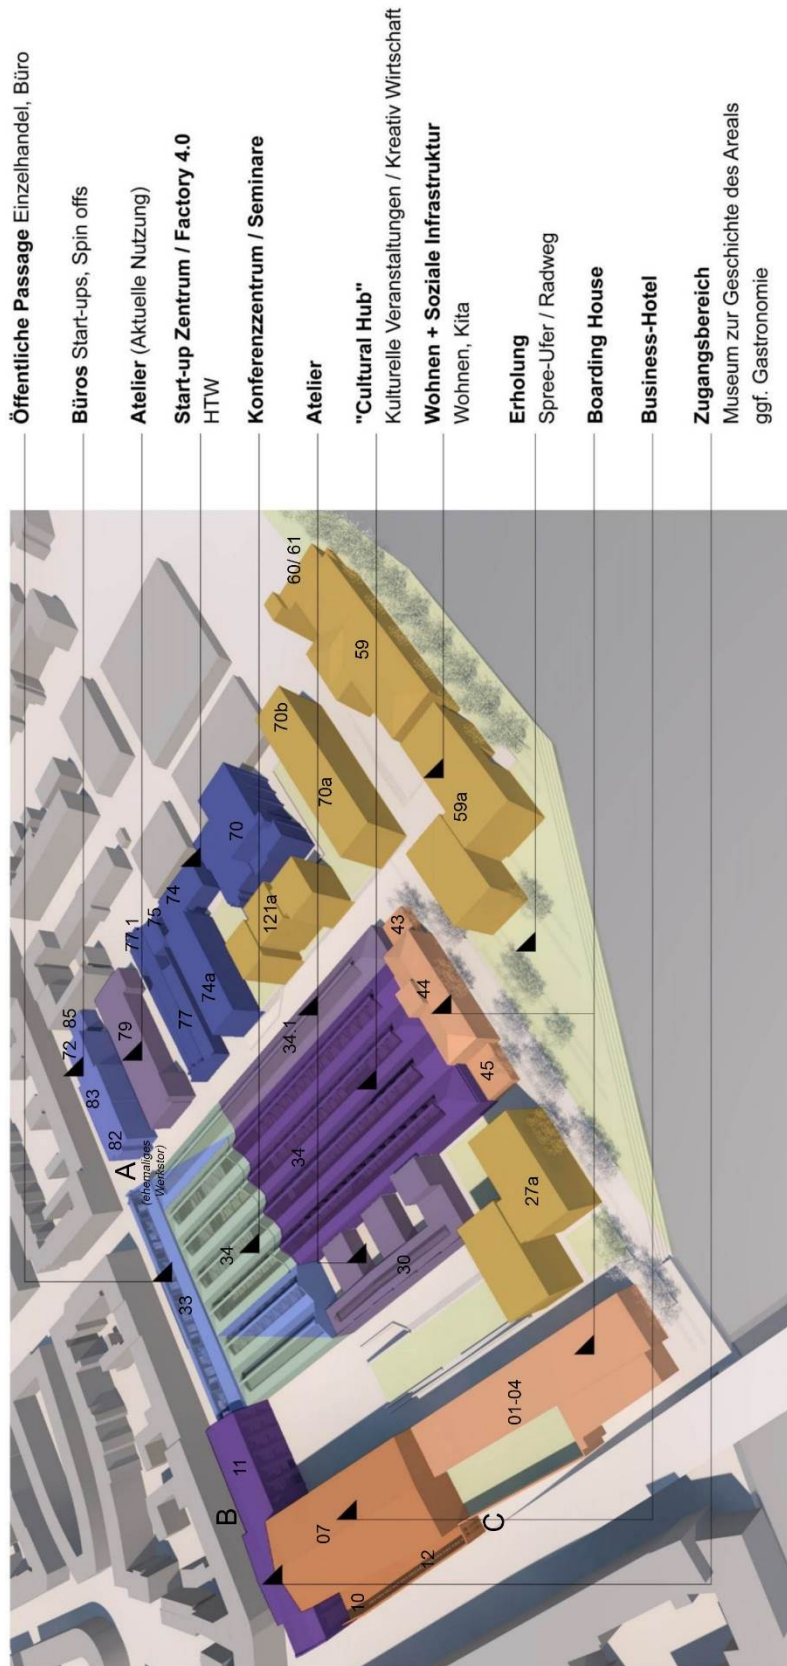 Öffentliche Passage Einzelhandel, Büro
Büros Start-ups, Spin offs
Atelier (Aktuelle Nutzung)
Start-up Zentrum / Factory 4.0
HTW
Konferenzzentrum / Seminare
Atelier
"Cultural Hub"
Kulturelle Veranstaltungen / Kreativ Wirtschaft
Wohnen + Soziale Infrastruktur
Wohnen, Kita
Erholung
Spree-Ufer / Radweg
Boarding House
Business-Hotel
Zugangsbereich
Museum zur Geschichte des Areals
ggf. Gastronomie
72
85
83
82
A
(ehemaliges
Werkstor)
79
77.1
75
77
74
74a
70
121a
70b
70a
60/ 61
59
59a
33
34
34.1
34
30
43
44
45
27a
B
11
07
10
12
C
01-04